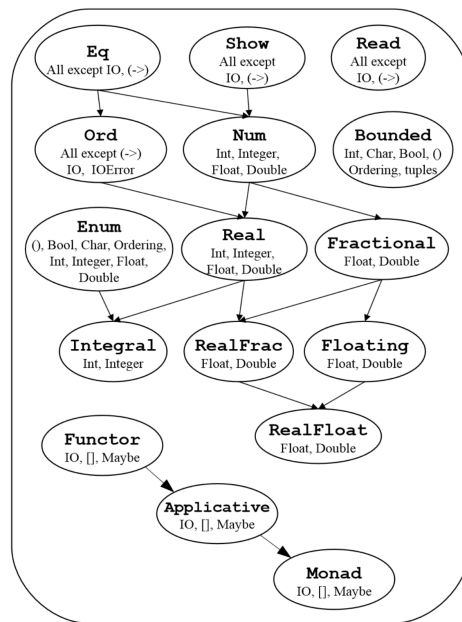 Eq
All except IO, (->)
Show
All except
IO, (->)
Read
All except
IO, (->)
Ord
All except (->)
IO, IOError
Num
Int, Integer,
Float, Double
Bounded
Int, Char, Bool, ()
Ordering, tuples
Enum
(), Bool, Char, Ordering,
Int, Integer, Float,
Double
Real
Int, Integer,
Float, Double
Fractional
Float, Double
Integral
Int, Integer
RealFrac
Float, Double
Floating
Float, Double
RealFloat
Float, Double
Functor
IO, [], Maybe
Applicative
IO, [], Maybe
Monad
IO, [], Maybe